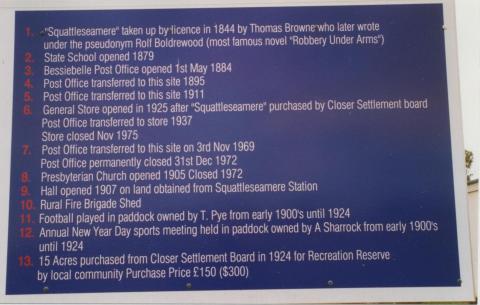 1. "Squattleseamere" taken up by licence in 1844 by Thomas Browne who later wrote
under the pseudonym Rolf Boldrewood (most famous novel "Robbery Under Arms")
2. State School opened 1879
3. Bessiebelle Post Office opened 1st May 1884
4. Post Office transferred to this site 1895
5. Post Office transferred to this site 1911
6. General Store opened in 1925 after "Squattleseamere" purchased by Closer Settlement board
Post Office transferred to store 1937
Store closed Nov 1975
7. Post Office transferred to this site on 3rd Nov 1969
Post Office permanently closed 31st Dec 1972
8. Presbyterian Church opened 1905 Closed 1972
9. Hall opened 1907 on land obtained from Squattleseamere Station
10. Rural Fire Brigade Shed
11. Football played in paddock owned by T. Pye from early 1900's until 1924
12. Annual New Year Day sports meeting held in paddock owned by A Sharrock from early 1900's
until 1924
13. 15 Acres purchased from Closer Settlement Board in 1924 for Recreation Reserve
by local community Purchase Price £150 ($300)